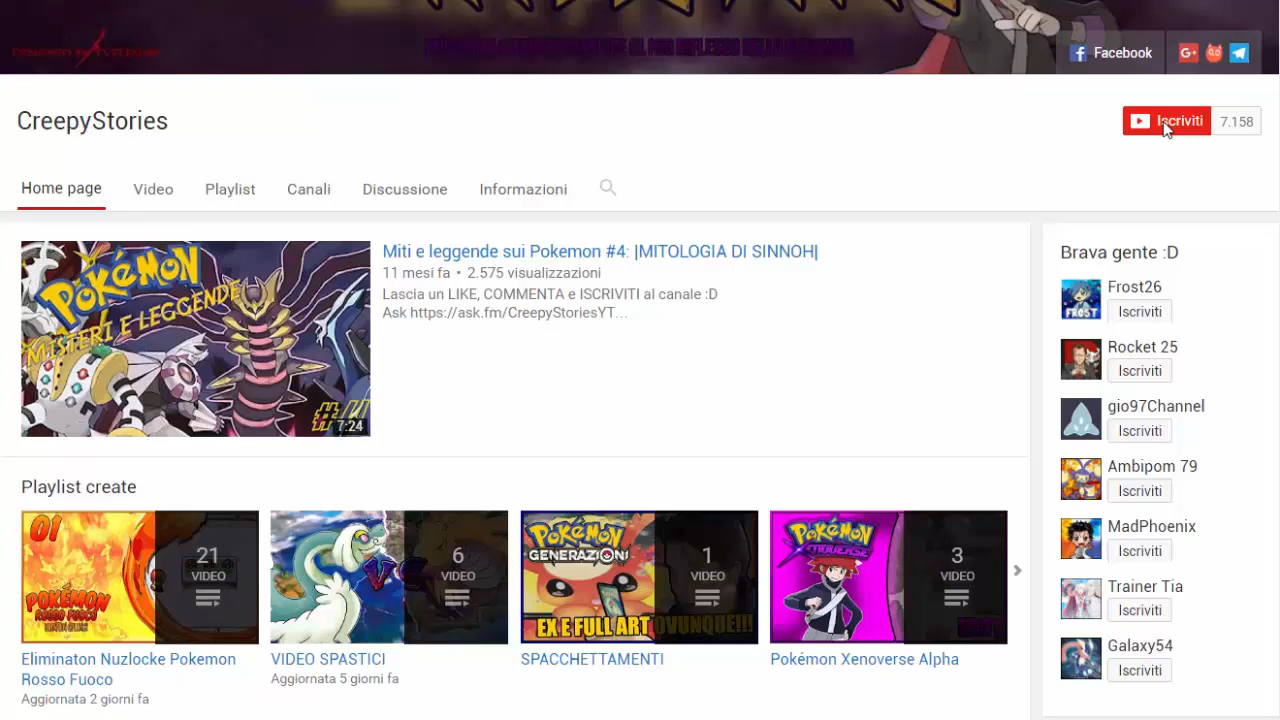 Facebook
CreepyStories
Iscriviti 7.158
Home page Video Playlist Canali Discussione Informazioni
Miti e leggende sui Pokemon #4: |MITOLOGIA DI SINNOH|
11 mesi fa • 2.575 visualizzazioni
Lascia un LIKE, COMMENTA e ISCRIVITI al canale :D
Ask https://ask.fm/CreepyStoriesYT...
POKÉMON
MISTERI E LEGGENDE
#4
7:24
Brava gente :D
Frost26
Iscriviti
FROST
Rocket 25
Iscriviti
gio97Channel
Iscriviti
Ambipom 79
Iscriviti
MadPhoenix
Iscriviti
Trainer Tia
Iscriviti
Galaxy54
Iscriviti
Playlist create
01
POKÉMON
ROSSO FUOCO
21
VIDEO
Eliminaton Nuzlocke Pokemon
Rosso Fuoco
Aggiornata 2 giorni fa
6
VIDEO
VIDEO SPASTICI
Aggiornata 5 giorni fa
POKÉMON
GENERAZIONI
EX E FULL ART OVUNQUE!!!
1
VIDEO
SPACCHETTAMENTI
POKÉMON
XENOVERSE
3
VIDEO
Pokémon Xenoverse Alpha